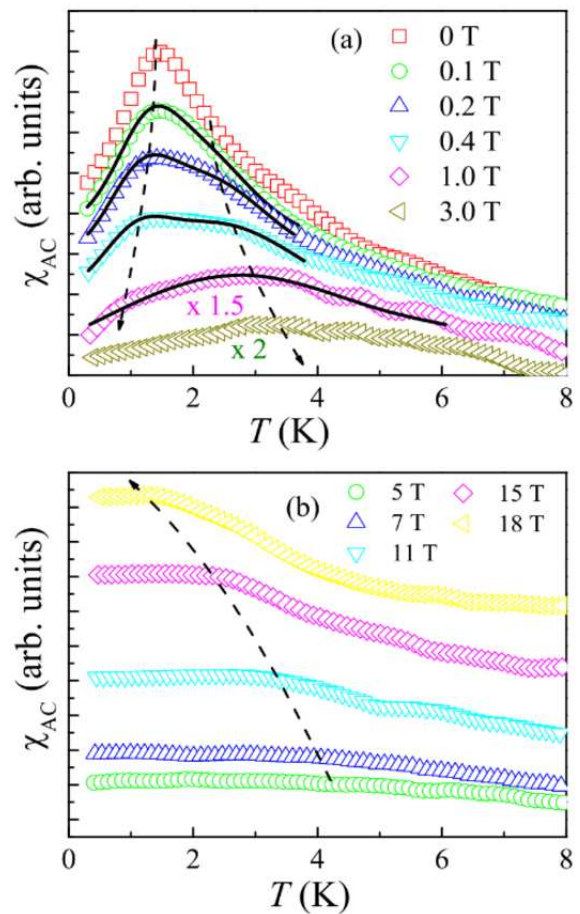 (a)
0 T
0.1 T
0.2 T
0.4 T
1.0 T
3.0 T
χAC (arb. units)
x 1.5
x 2
0 2 4 6 8
T (K)
(b)
5 T 15 T
7 T 18 T
11 T
χAC (arb. units)
0 2 4 6 8
T (K)